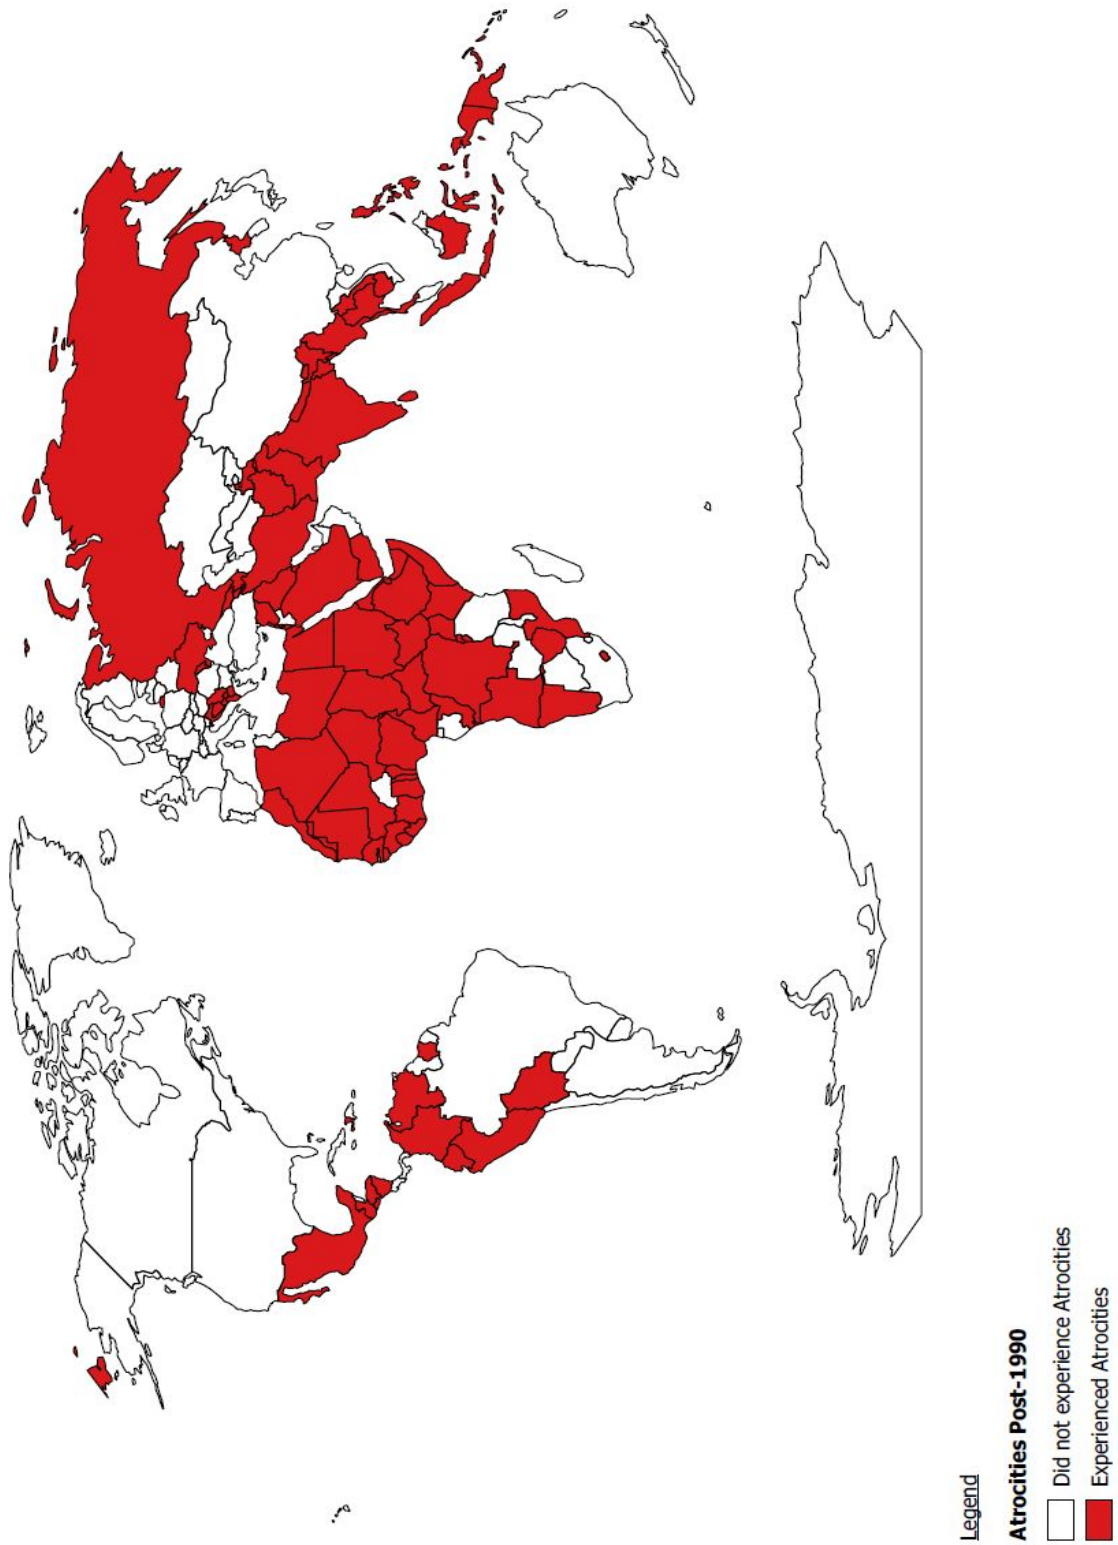 Legend
Atrocities Post-1990
Did not experience Atrocities
Experienced Atrocities